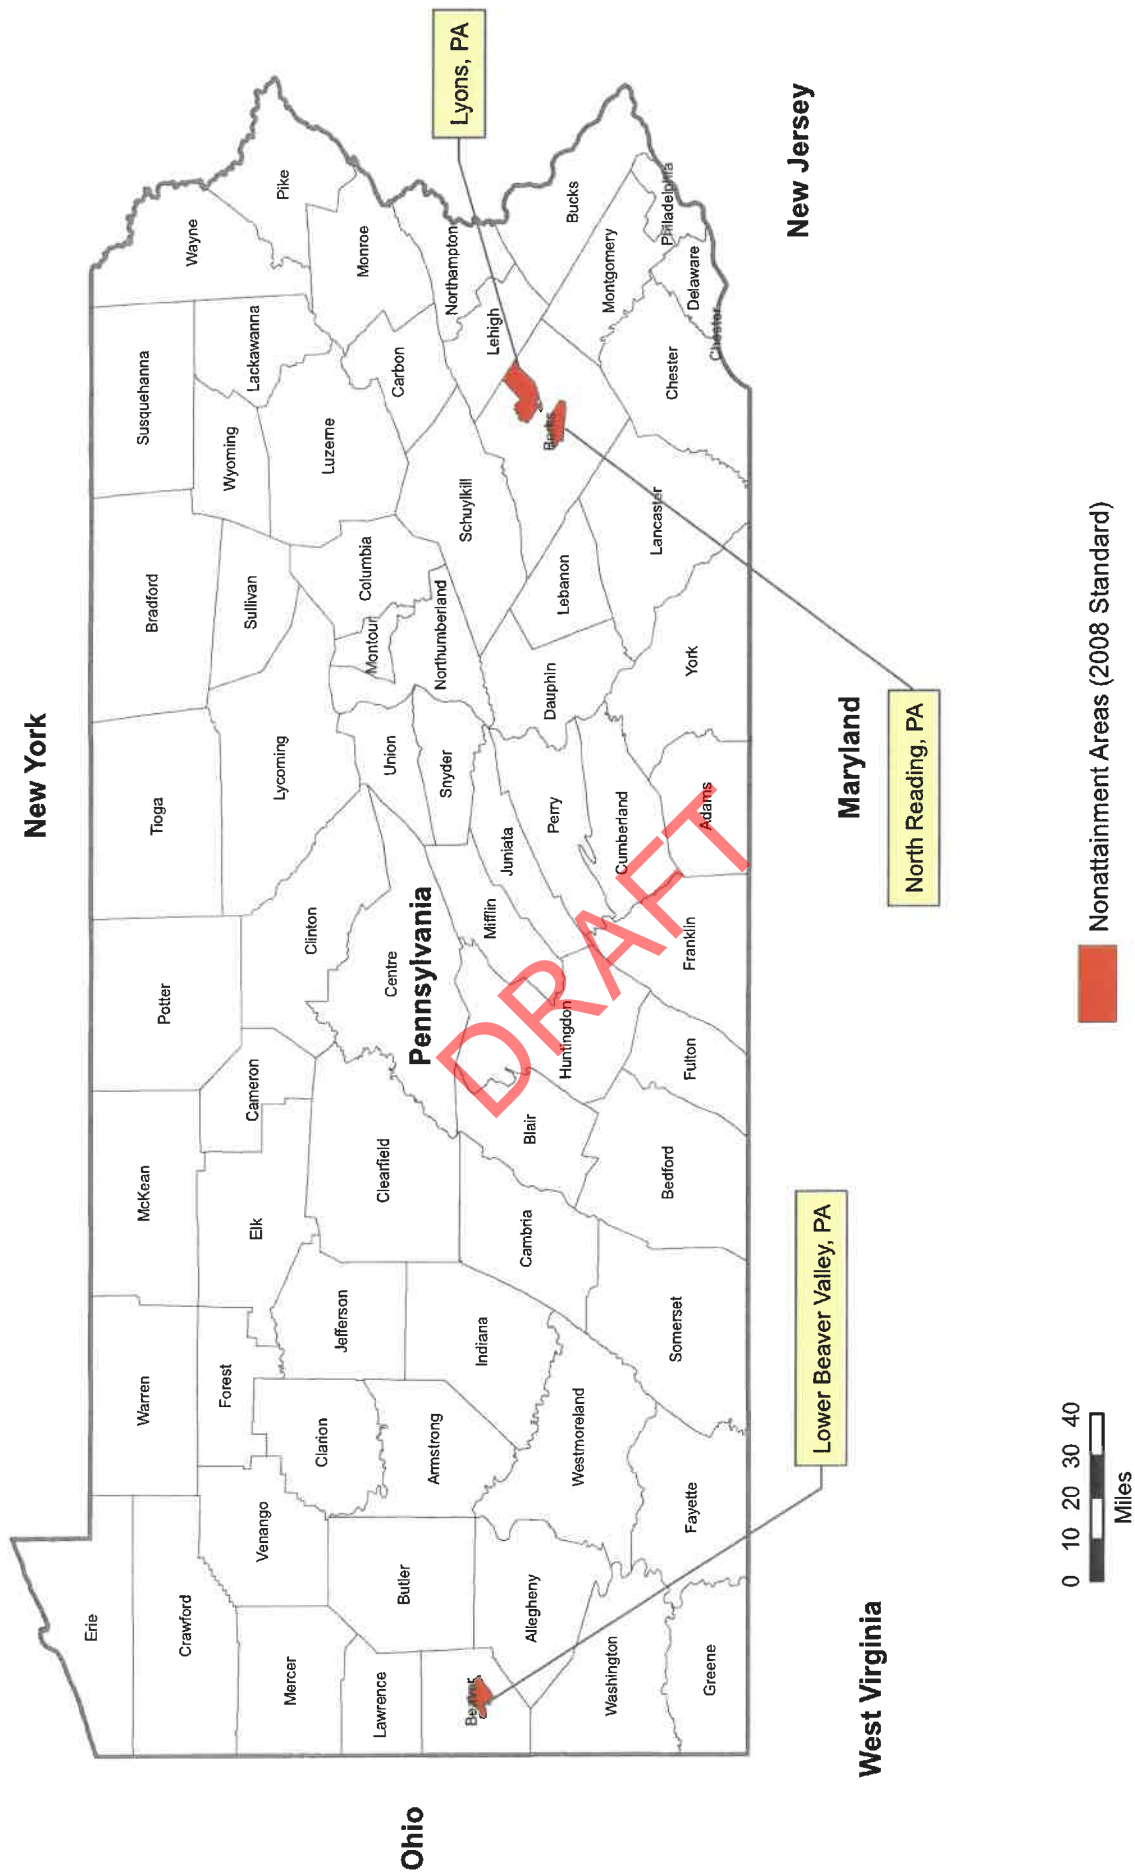 New York
Erie
Warren
McKean
Potter
Tioga
Bradford
Susquehanna
Wayne
Crawford
Forest
Elk
Cameron
Clinton
Lycoming
Sullivan
Wyoming
Lackawanna
Pike
Mercer
Venango
Clarion
Jefferson
Clearfield
Centre
Union
Montour
Columbia
Luzerne
Carbon
Monroe
Ohio
Lawrence
Butler
Armstrong
Indiana
Pennsylvania
Mifflin
Snyder
Northumberland
Schuylkill
Lehigh
Northampton
Lyons, PA
Beaver
Allegheny
Westmoreland
Cambria
Blair
Huntingdon
Juniata
Perry
Dauphin
Lebanon
Berks
Bucks
Washington
Greene
Fayette
Somerset
Bedford
Fulton
Franklin
Cumberland
Adams
York
Lancaster
Chester
Montgomery
Delaware
Philadelphia
Chester
DRAFT
West Virginia
Lower Beaver Valley, PA
Maryland
North Reading, PA
New Jersey
0 10 20 30 40
Miles
Nonattainment Areas (2008 Standard)